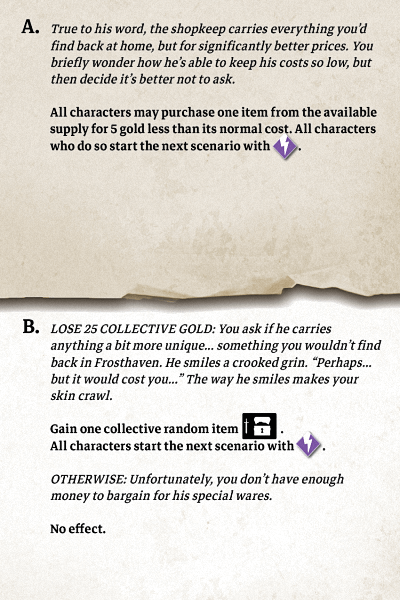 A. True to his word, the shopkeep carries everything you’d
find back at home, but for significantly better prices. You
briefly wonder how he’s able to keep his costs so low, but
then decide it’s better not to ask.
All characters may purchase one item from the available
supply for 5 gold less than its normal cost. All characters
who do so start the next scenario with .
B. LOSE 25 COLLECTIVE GOLD: You ask if he carries
anything a bit more unique... something you wouldn’t find
back in Frosthaven. He smiles a crooked grin. “Perhaps...
but it would cost you...” The way he smiles makes your
skin crawl.
Gain one collective random item .
All characters start the next scenario with .
OTHERWISE: Unfortunately, you don’t have enough
money to bargain for his special wares.
No effect.